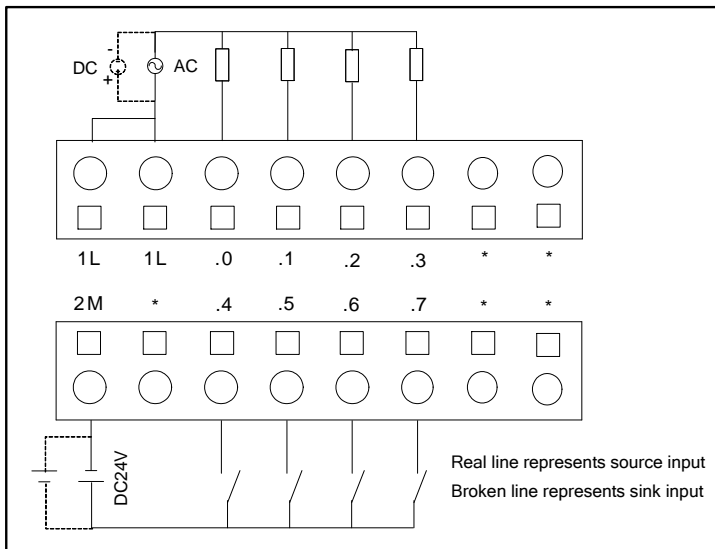 -
DC AC
+
1L 1L .0 .1 .2 .3 * *
2M * .4 .5 .6 .7 * *
DC24V
Real line represents source input
Broken line represents sink input